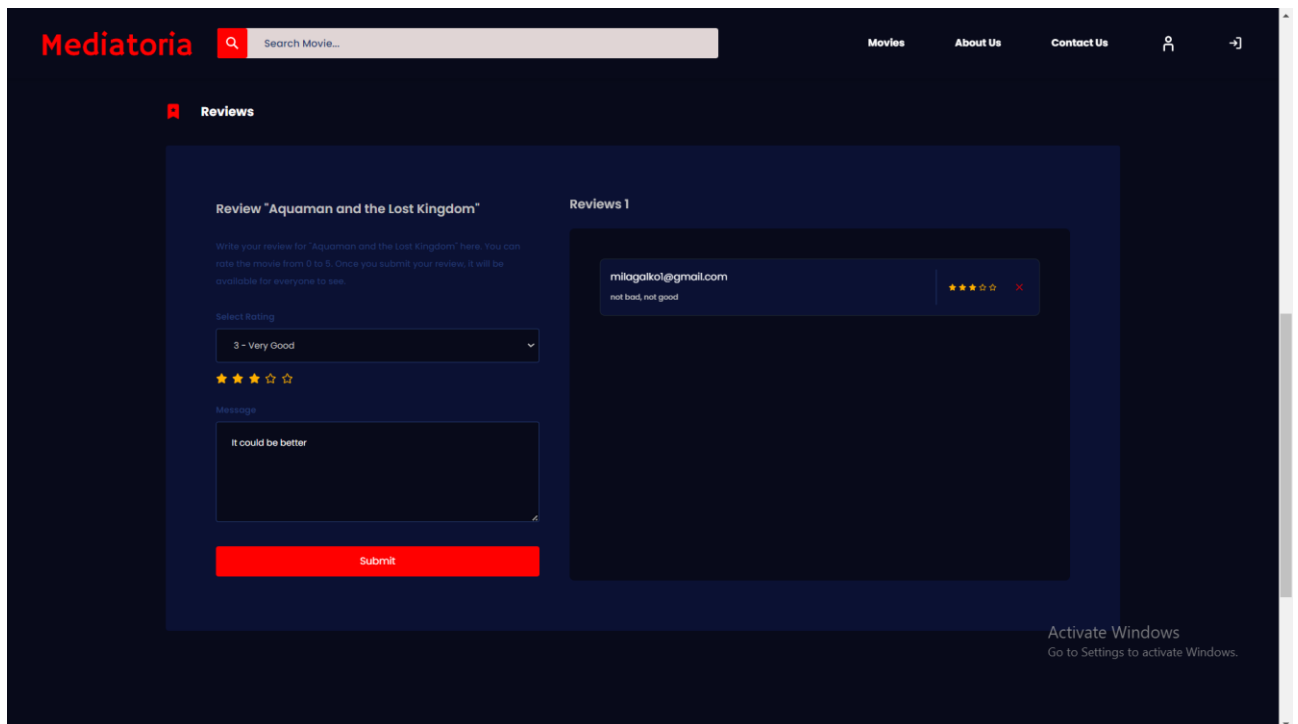 Mediatoria
Search Movie...
Movies
About Us
Contact Us
Reviews
Review "Aquaman and the Lost Kingdom"
Write your review for "Aquaman and the Lost Kingdom" here. You can
rate the movie from 0 to 5. Once you submit your review, it will be
available for everyone to see.
Select Rating
3 - Very Good
Message
It could be better
Submit
Reviews 1
milagalko1@gmail.com
not bad, not good
Activate Windows
Go to Settings to activate Windows.